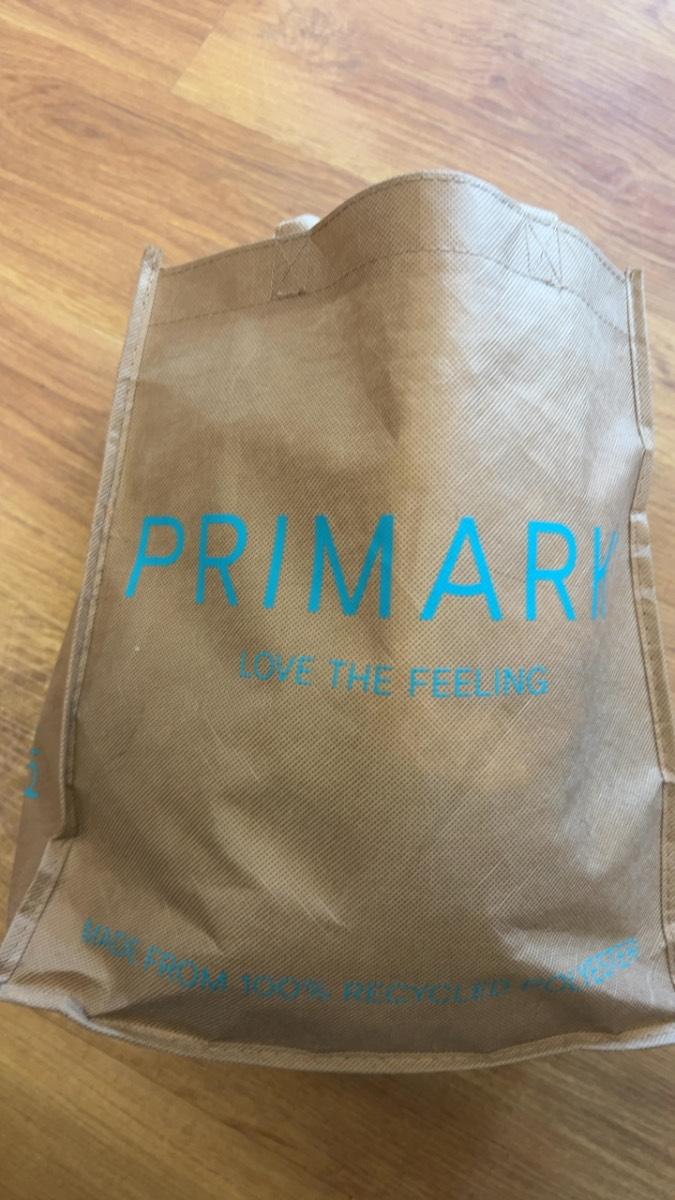 PRIMARK
LOVE THE FEELING
MADE FROM 100% RECYCLED POLYESTER